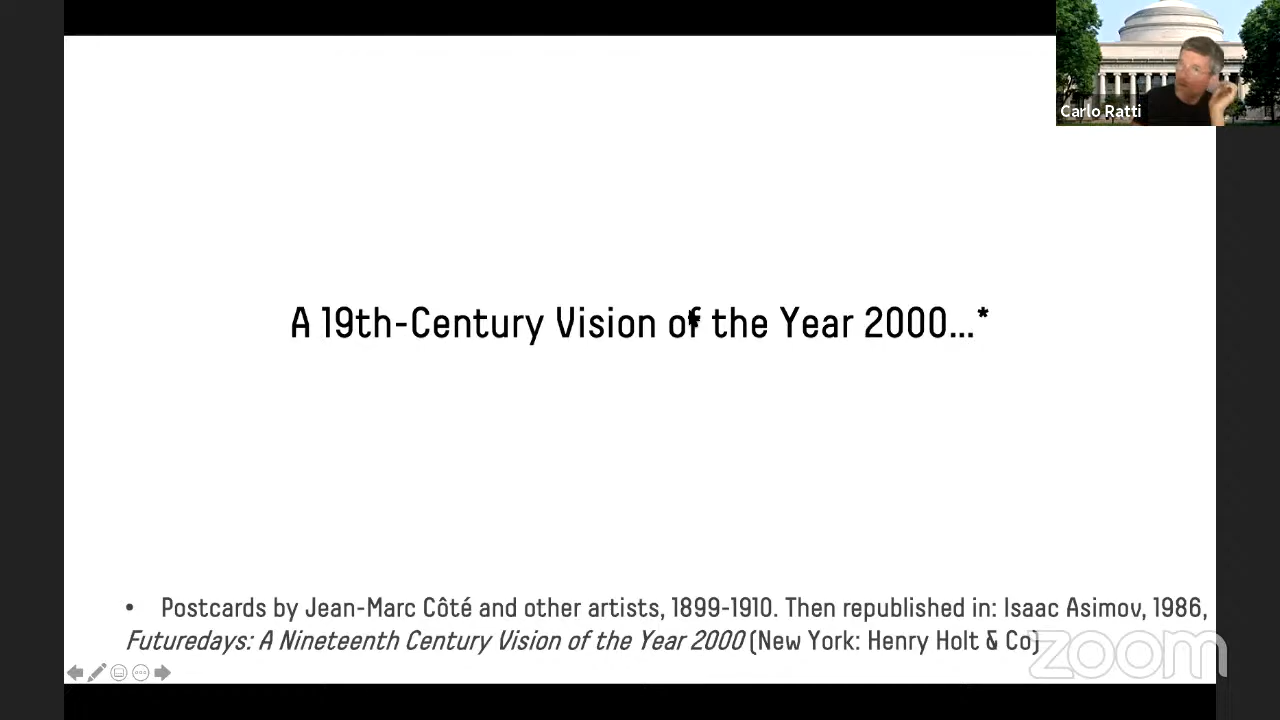 Carlo Ratti
A 19th-Century Vision of the Year 2000...*
• Postcards by Jean-Marc Côté and other artists, 1899-1910. Then republished in: Isaac Asimov, 1986,
Futuredays: A Nineteenth Century Vision of the Year 2000 (New York: Henry Holt & Co)
zoom